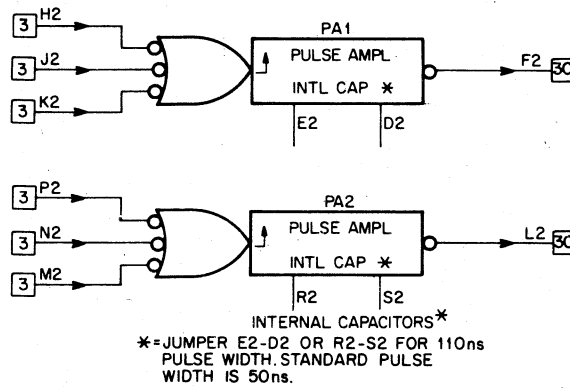 H2
PA1
3
J2
PULSE AMPL
F2
3
30
K2
INTL CAP *
3
E2
D2
P2
PA2
3
N2
PULSE AMPL
L2
3
30
M2
INTL CAP *
3
R2
S2
INTERNAL CAPACITORS*
*=JUMPER E2-D2 OR R2-S2 FOR 110ns
PULSE WIDTH. STANDARD PULSE
WIDTH IS 50ns.